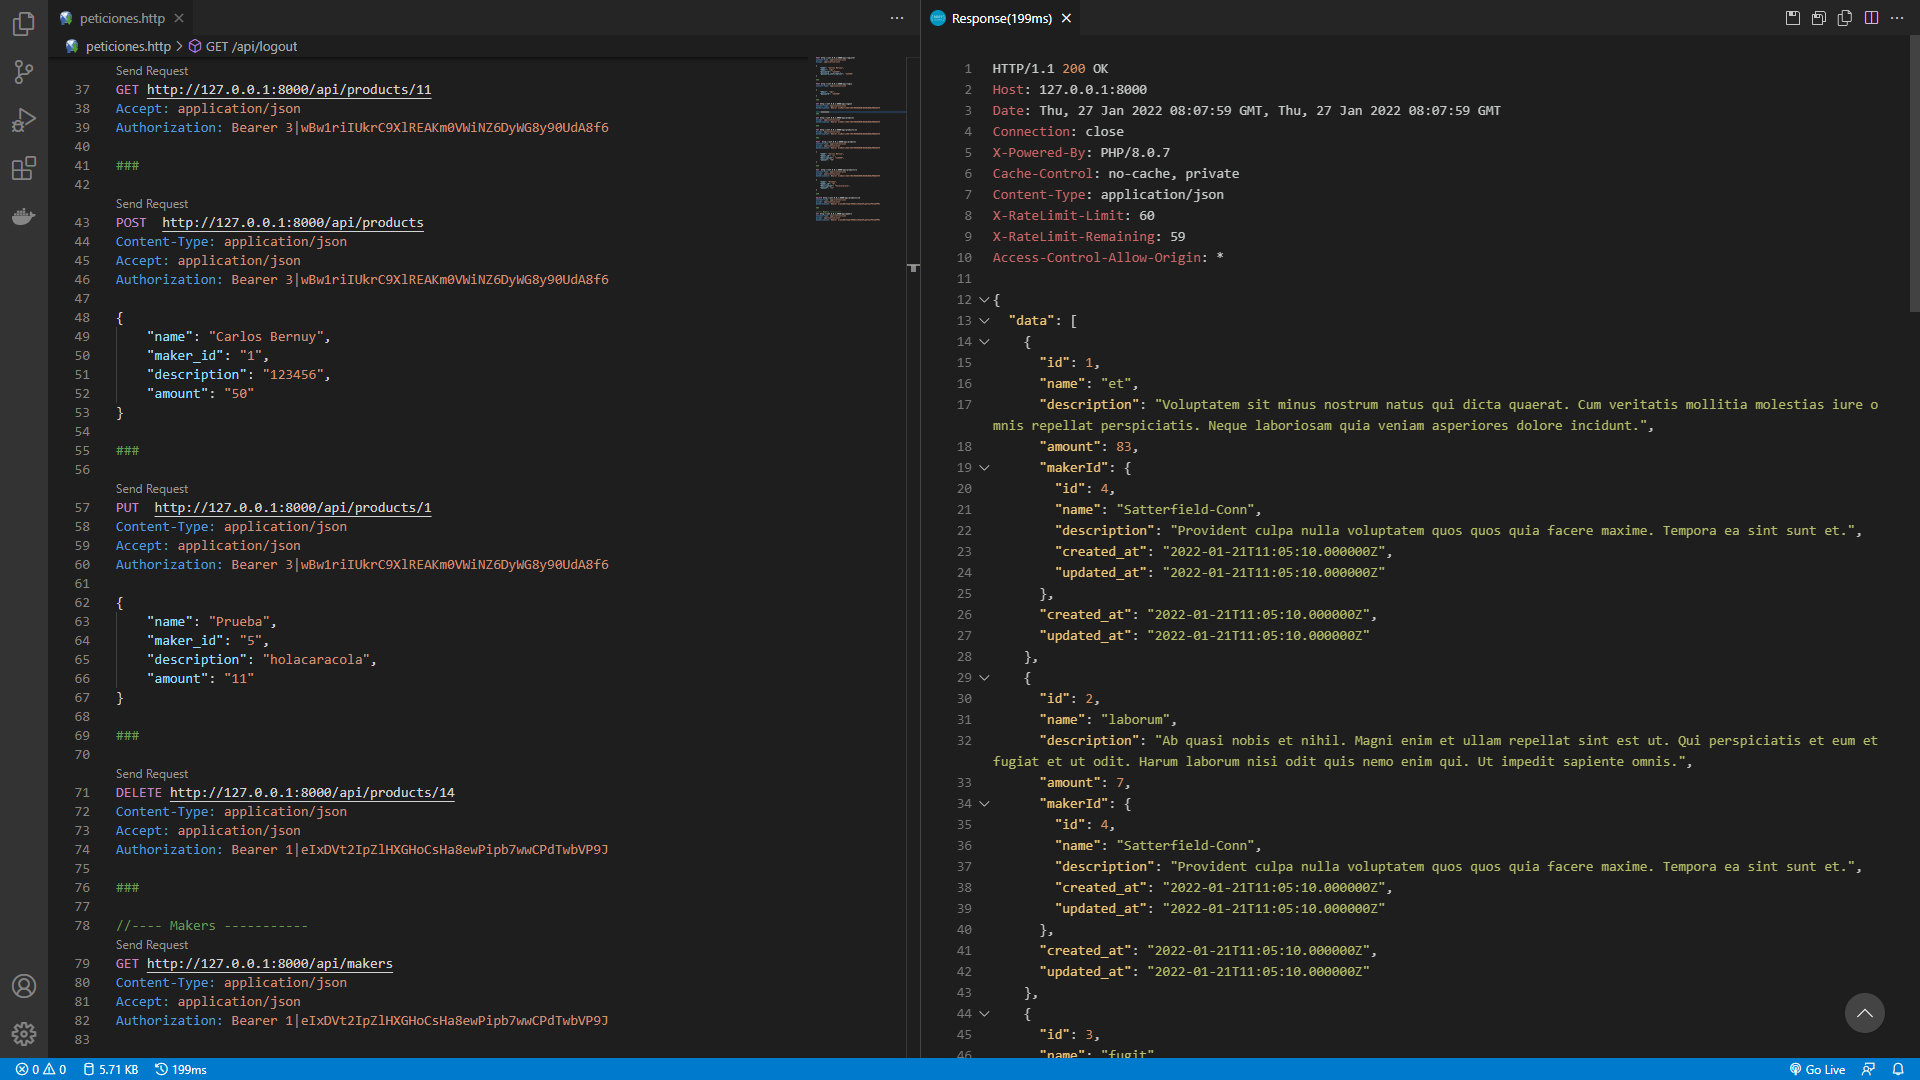 peticiones.http
peticiones.http > GET /api/logout
Send Request
37 GET http://127.0.0.1:8000/api/products/11
38 Accept: application/json
39 Authorization: Bearer 3|wBw1riIUkrC9XlREAKm0VWiNZ6DyWG8y90UdA8f6
40
41 ###
42
Send Request
43 POST  http://127.0.0.1:8000/api/products
44 Content-Type: application/json
45 Accept: application/json
46 Authorization: Bearer 3|wBw1riIUkrC9XlREAKm0VWiNZ6DyWG8y90UdA8f6
47
48 {
49     "name": "Carlos Bernuy",
50     "maker_id": "1",
51     "description": "123456",
52     "amount": "50"
53 }
54
55 ###
56
Send Request
57 PUT  http://127.0.0.1:8000/api/products/1
58 Content-Type: application/json
59 Accept: application/json
60 Authorization: Bearer 3|wBw1riIUkrC9XlREAKm0VWiNZ6DyWG8y90UdA8f6
61
62 {
63     "name": "Prueba",
64     "maker_id": "5",
65     "description": "holacaracola",
66     "amount": "11"
67 }
68
69 ###
70
Send Request
71 DELETE http://127.0.0.1:8000/api/products/14
72 Content-Type: application/json
73 Accept: application/json
74 Authorization: Bearer 1|eIxDVt2IpZlHXGHoCsHa8ewPipb7wwCPdTwbVP9J
75
76 ###
77
78 //---- Makers -----------
Send Request
79 GET http://127.0.0.1:8000/api/makers
80 Content-Type: application/json
81 Accept: application/json
82 Authorization: Bearer 1|eIxDVt2IpZlHXGHoCsHa8ewPipb7wwCPdTwbVP9J
83
Response(199ms)
1 HTTP/1.1 200 OK
2 Host: 127.0.0.1:8000
3 Date: Thu, 27 Jan 2022 08:07:59 GMT, Thu, 27 Jan 2022 08:07:59 GMT
4 Connection: close
5 X-Powered-By: PHP/8.0.7
6 Cache-Control: no-cache, private
7 Content-Type: application/json
8 X-RateLimit-Limit: 60
9 X-RateLimit-Remaining: 59
10 Access-Control-Allow-Origin: *
11
12 {
13   "data": [
14     {
15       "id": 1,
16       "name": "et",
17       "description": "Voluptatem sit minus nostrum natus qui dicta quaerat. Cum veritatis mollitia molestias iure o
mnis repellat perspiciatis. Neque laboriosam quia veniam asperiores dolore incidunt.",
18       "amount": 83,
19       "makerId": {
20         "id": 4,
21         "name": "Satterfield-Conn",
22         "description": "Provident culpa nulla voluptatem quos quos quia facere maxime. Tempora ea sint sunt et.",
23         "created_at": "2022-01-21T11:05:10.000000Z",
24         "updated_at": "2022-01-21T11:05:10.000000Z"
25       },
26       "created_at": "2022-01-21T11:05:10.000000Z",
27       "updated_at": "2022-01-21T11:05:10.000000Z"
28     },
29     {
30       "id": 2,
31       "name": "laborum",
32       "description": "Ab quasi nobis et nihil. Magni enim et ullam repellat sint est ut. Qui perspiciatis et eum et
fugiat et ut odit. Harum laborum nisi odit quis nemo enim qui. Ut impedit sapiente omnis.",
33       "amount": 7,
34       "makerId": {
35         "id": 4,
36         "name": "Satterfield-Conn",
37         "description": "Provident culpa nulla voluptatem quos quos quia facere maxime. Tempora ea sint sunt et.",
38         "created_at": "2022-01-21T11:05:10.000000Z",
39         "updated_at": "2022-01-21T11:05:10.000000Z"
40       },
41       "created_at": "2022-01-21T11:05:10.000000Z",
42       "updated_at": "2022-01-21T11:05:10.000000Z"
43     },
44     {
45       "id": 3,
46       "name": "fugit"
0 0 5.71 KB 199ms
Go Live